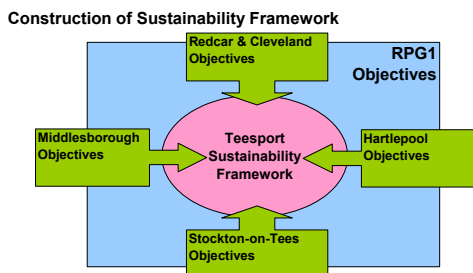 Construction of Sustainability Framework
Redcar & Cleveland
Objectives
RPG1
Objectives
Middlesborough
Objectives
Teesport
Sustainability
Framework
Hartlepool
Objectives
Stockton-on-Tees
Objectives